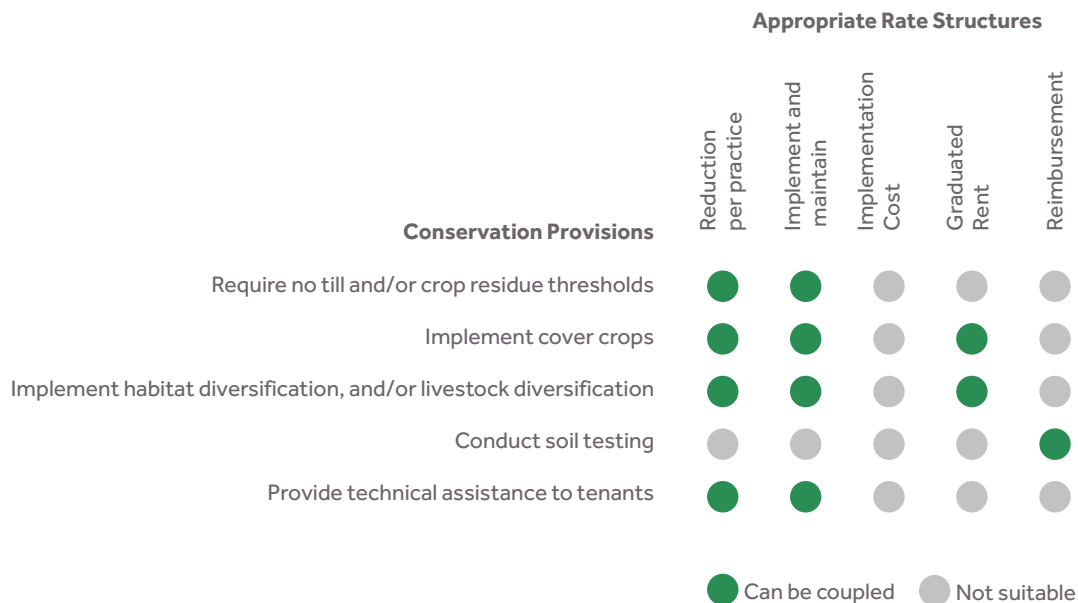 Appropriate Rate Structures
Reduction
per practice
Implement and
maintain
Implementation
Cost
Graduated
Rent
Reimbursement
Conservation Provisions
Require no till and/or crop residue thresholds
Implement cover crops
Implement habitat diversification, and/or livestock diversification
Conduct soil testing
Provide technical assistance to tenants
Can be coupled
Not suitable